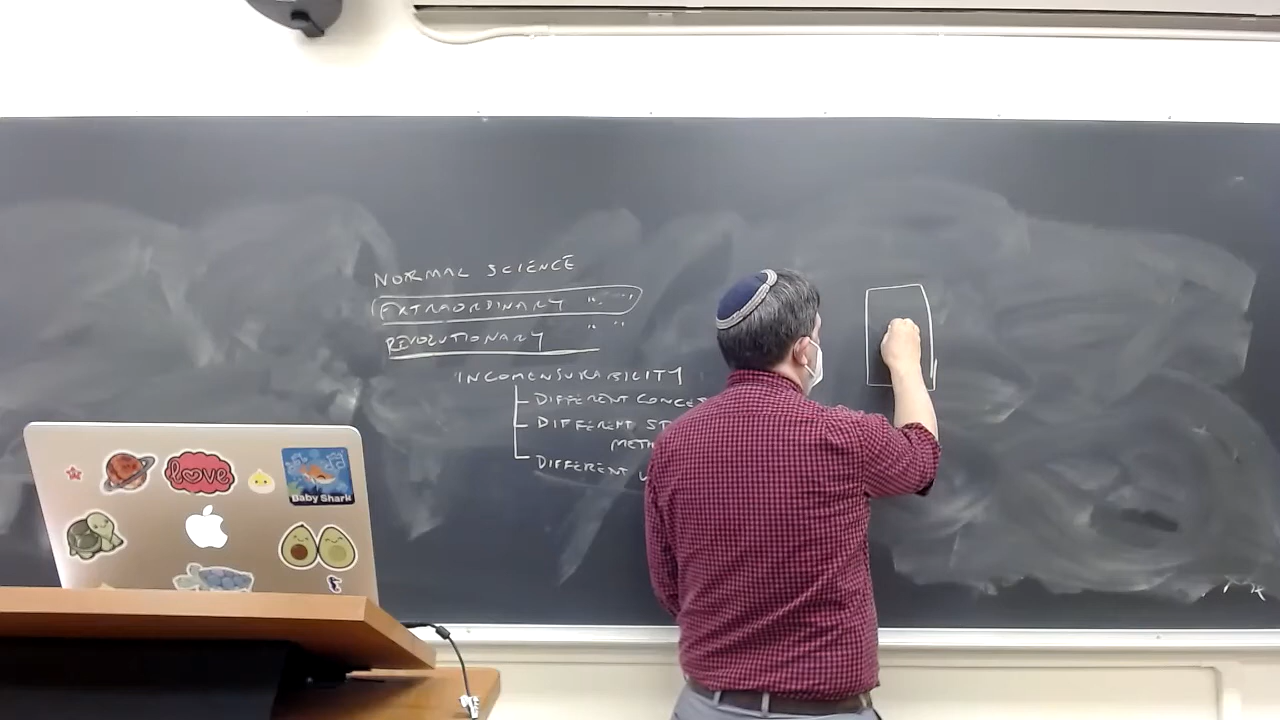 NORMAL SCIENCE
EXTRAORDINARY " "
REVOLUTIONARY " "
INCOMENSURABILITY
DIFFERENT
DIFFERENT
DIFFERENT
love
Baby Shark